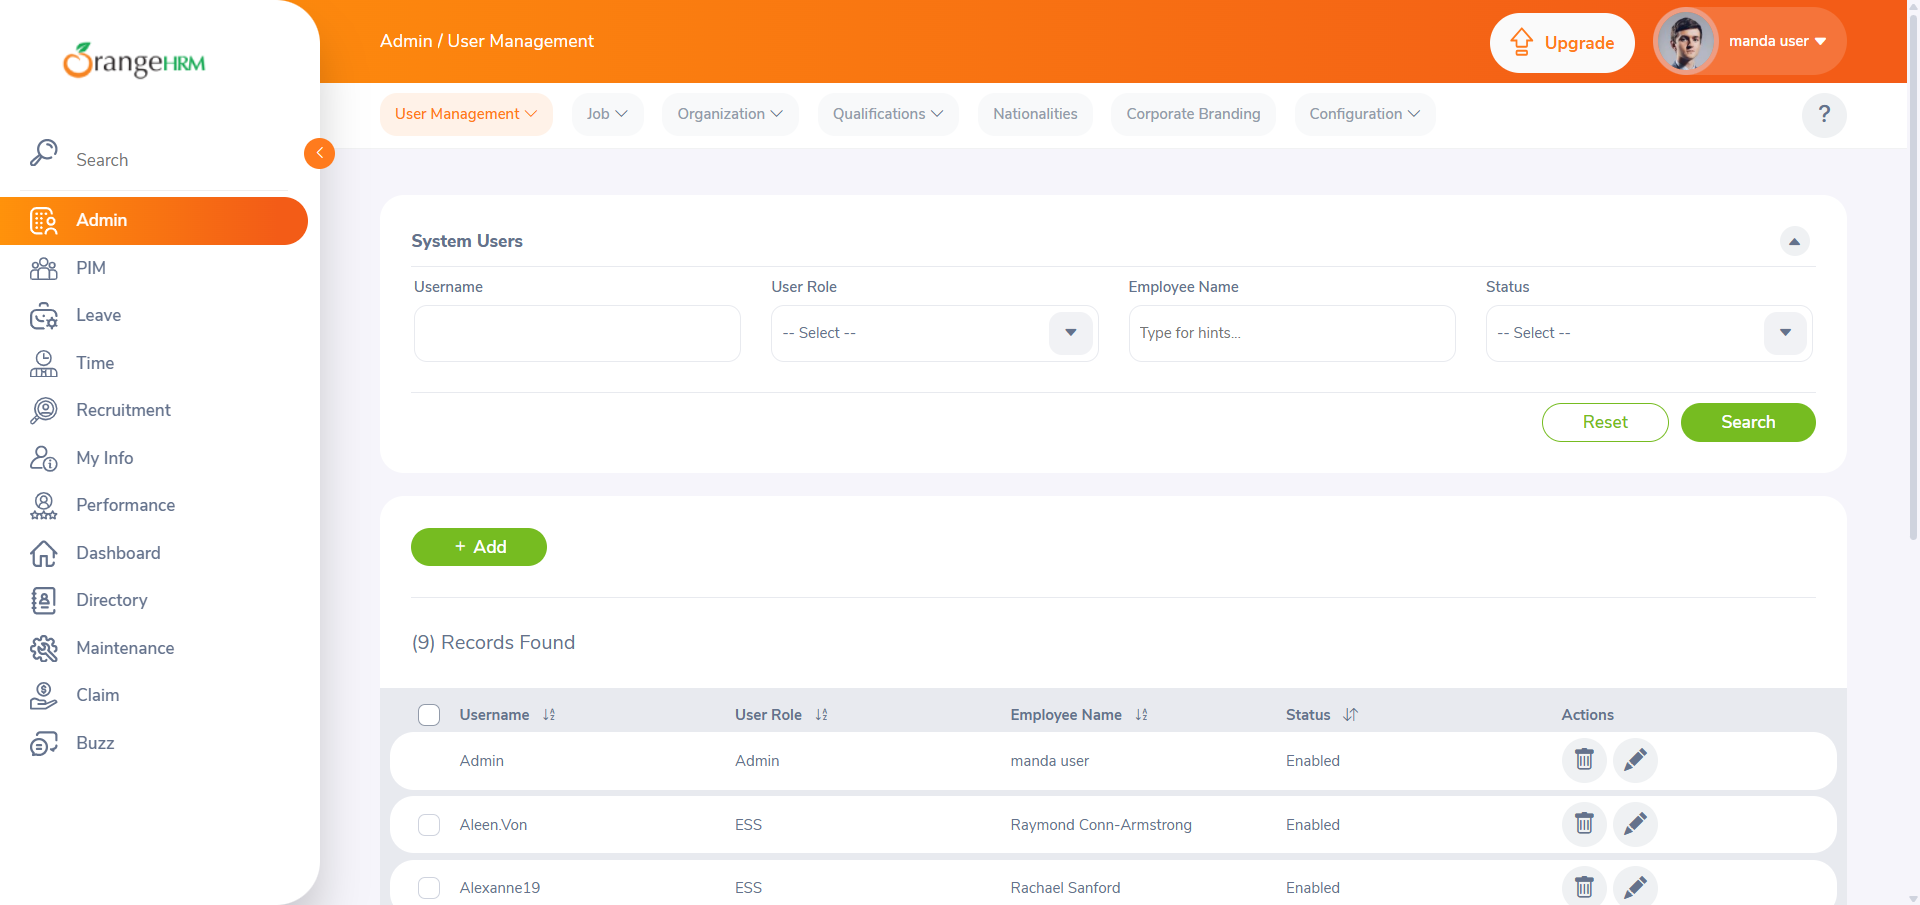 OrangeHRM
Admin / User Management
Upgrade
manda user
User Management
Job
Organization
Qualifications
Nationalities
Corporate Branding
Configuration
?
Search
Admin
PIM
Leave
Time
Recruitment
My Info
Performance
Dashboard
Directory
Maintenance
Claim
Buzz
System Users
Username
User Role
Employee Name
Status
-- Select --
Type for hints...
-- Select --
Reset
Search
+ Add
(9) Records Found
Username User Role Employee Name Status Actions
Admin Admin manda user Enabled
Aleen.Von ESS Raymond Conn-Armstrong Enabled
Alexanne19 ESS Rachael Sanford Enabled